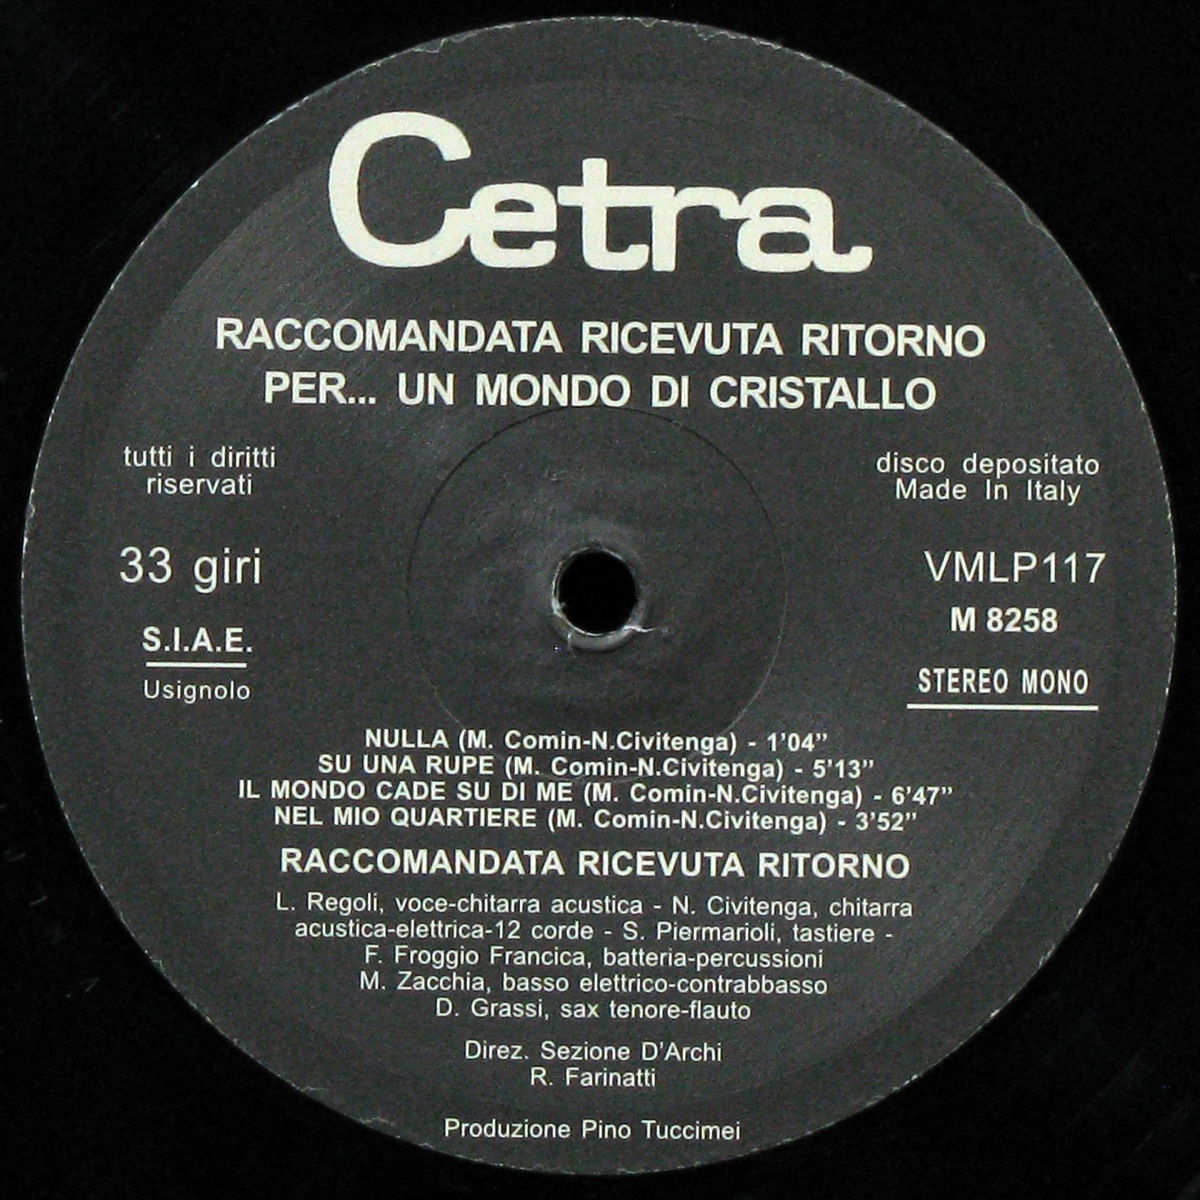 Cetra
RACCOMANDATA RICEVUTA RITORNO
PER... UN MONDO DI CRISTALLO
tutti i diritti
riservati
disco depositato
Made In Italy
33 giri
VMLP117
M 8258
S.I.A.E.
Usignolo
STEREO MONO
NULLA (M. Comin-N.Civitenga) - 1'04”
SU UNA RUPE (M. Comin-N.Civitenga) - 5'13”
IL MONDO CADE SU DI ME (M. Comin-N.Civitenga) - 6'47”
NEL MIO QUARTIERE (M. Comin-N.Civitenga) - 3'52”
RACCOMANDATA RICEVUTA RITORNO
L. Regoli, voce-chitarra acustica - N. Civitenga, chitarra
acustica-elettrica-12 corde - S. Piermarioli, tastiere -
F. Froggio Francica, batteria-percussioni
M. Zacchia, basso elettrico-contrabbasso
D. Grassi, sax tenore-flauto
Direz. Sezione D'Archi
R. Farinatti
Produzione Pino Tuccimei